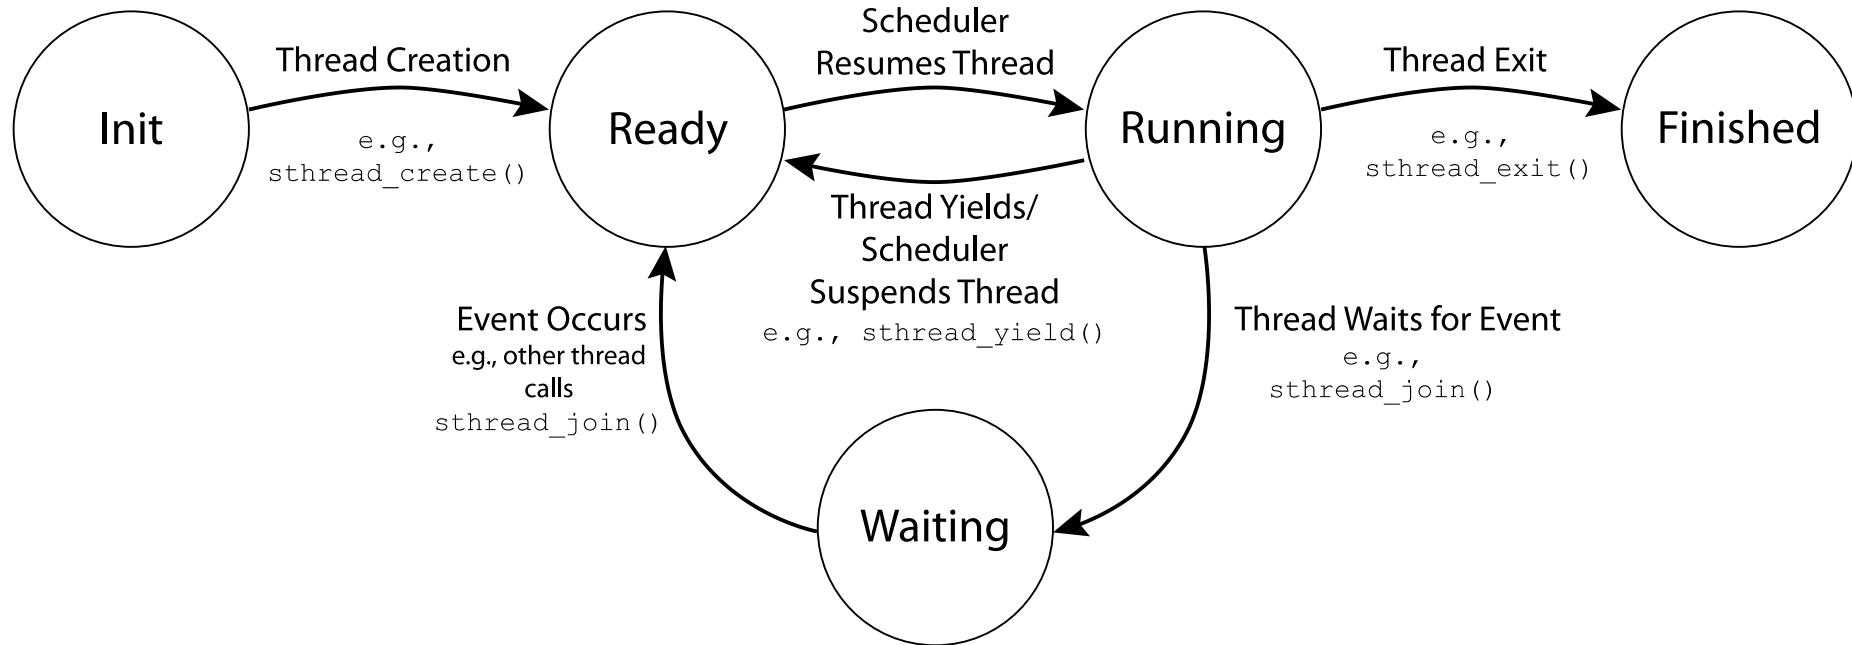 Init
Thread Creation
e.g.,
sthread_create()
Ready
Scheduler
Resumes Thread
Thread Yields/
Scheduler
Suspends Thread
e.g., sthread_yield()
Running
Thread Exit
e.g.,
sthread_exit()
Finished
Event Occurs
e.g., other thread
calls
sthread_join()
Thread Waits for Event
e.g.,
sthread_join()
Waiting